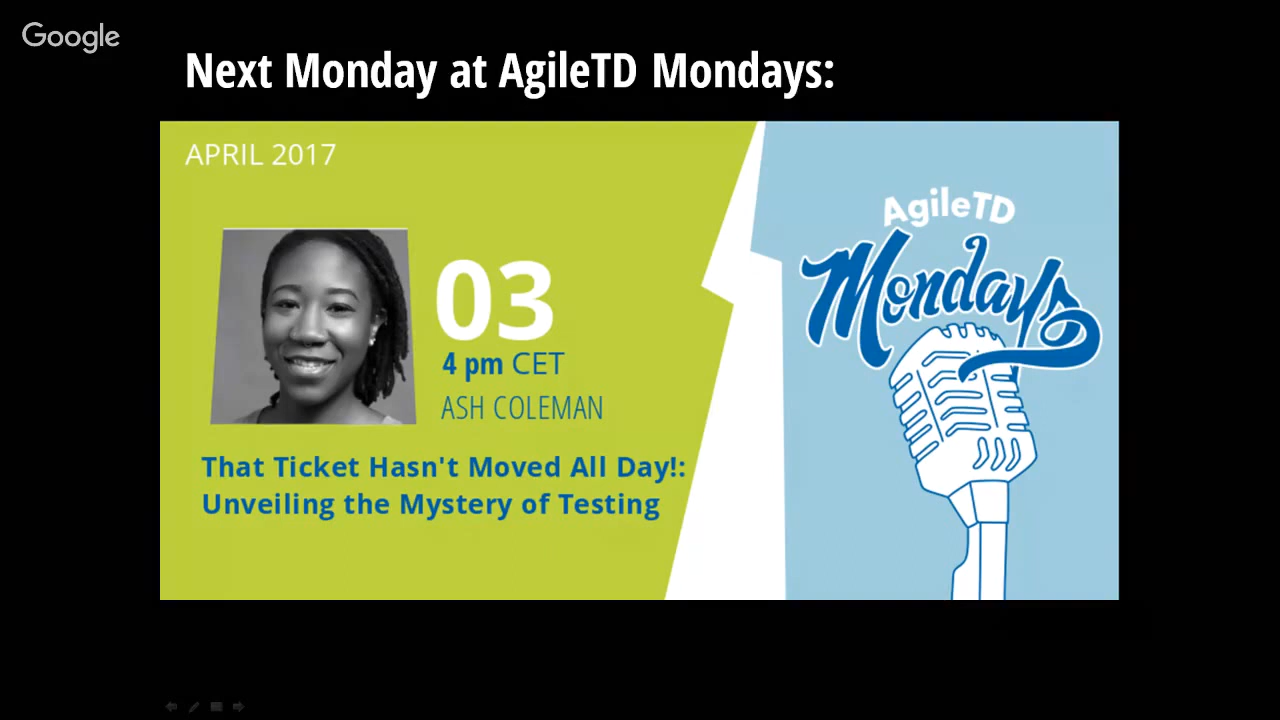 Google
Next Monday at AgileTD Mondays:
APRIL 2017
03
4 pm CET
ASH COLEMAN
That Ticket Hasn't Moved All Day!:
Unveiling the Mystery of Testing
AgileTD
Mondays